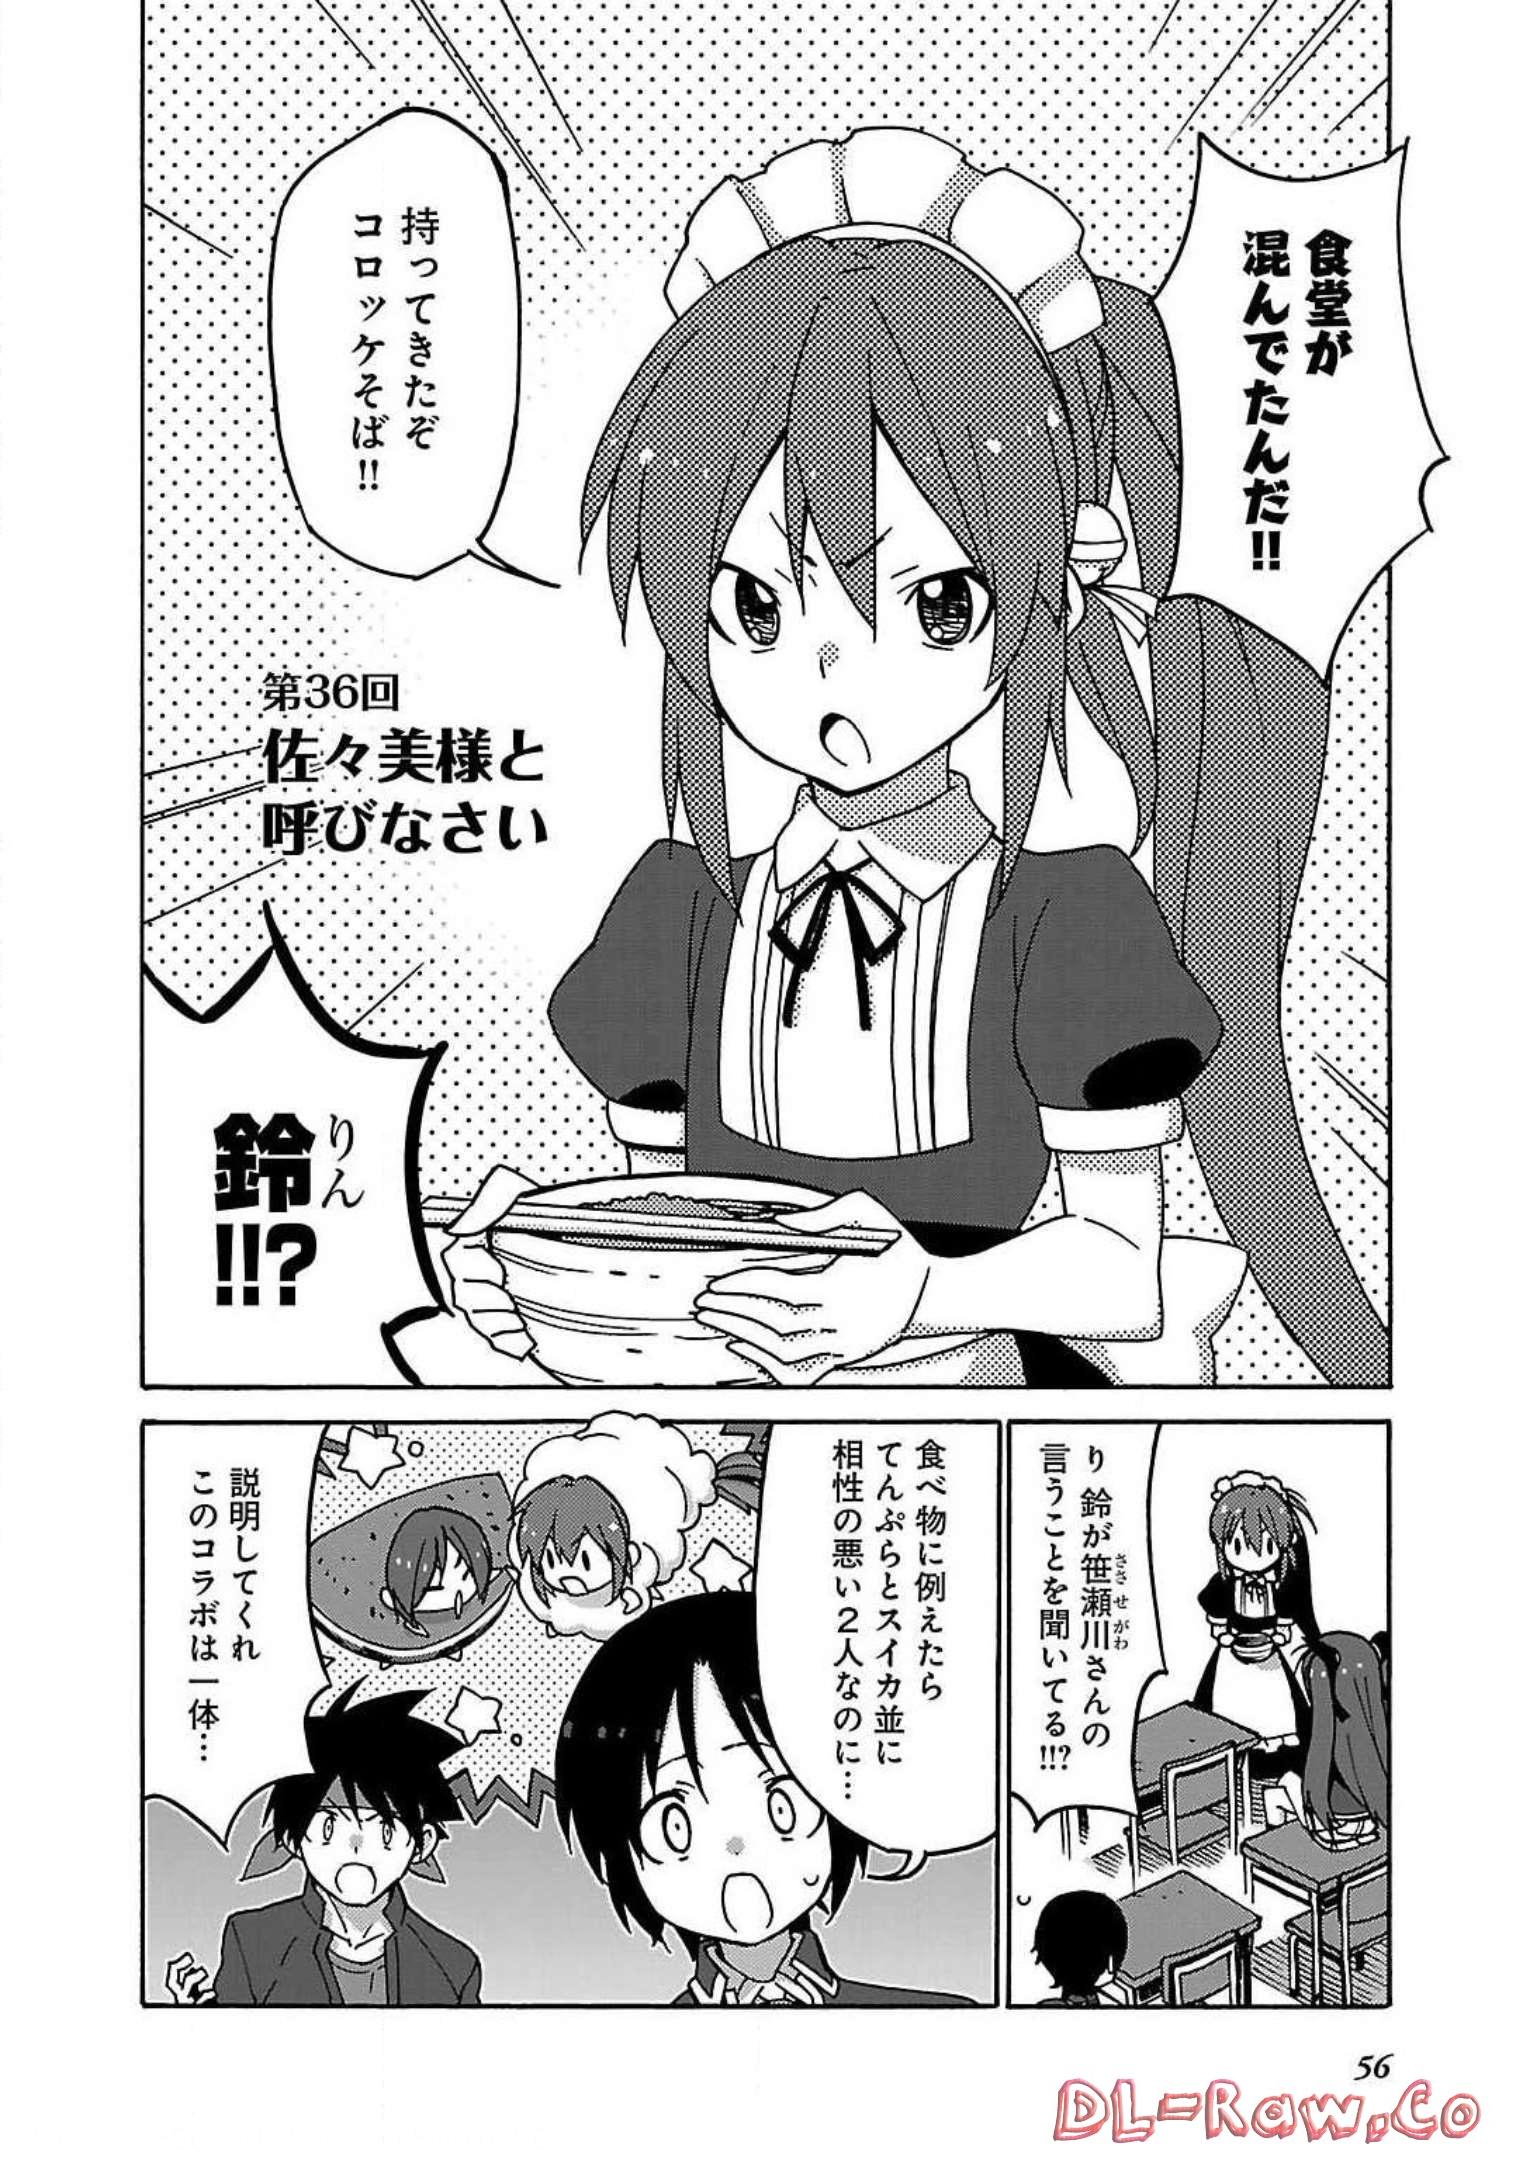 食堂が
混んでたんだ!!
持ってきたぞ
コロッケそば!!
第36回
佐々美様と
呼びなさい
鈴!!?
りん
り 鈴が笹瀬川さんの
ささせがわ
言うことを聞いてる!!?
食べ物に例えたら
てんぷらとスイカ並に
相性の悪い2人なのに…
説明してくれ
このコラボは一体…
56
DL-Raw.Co